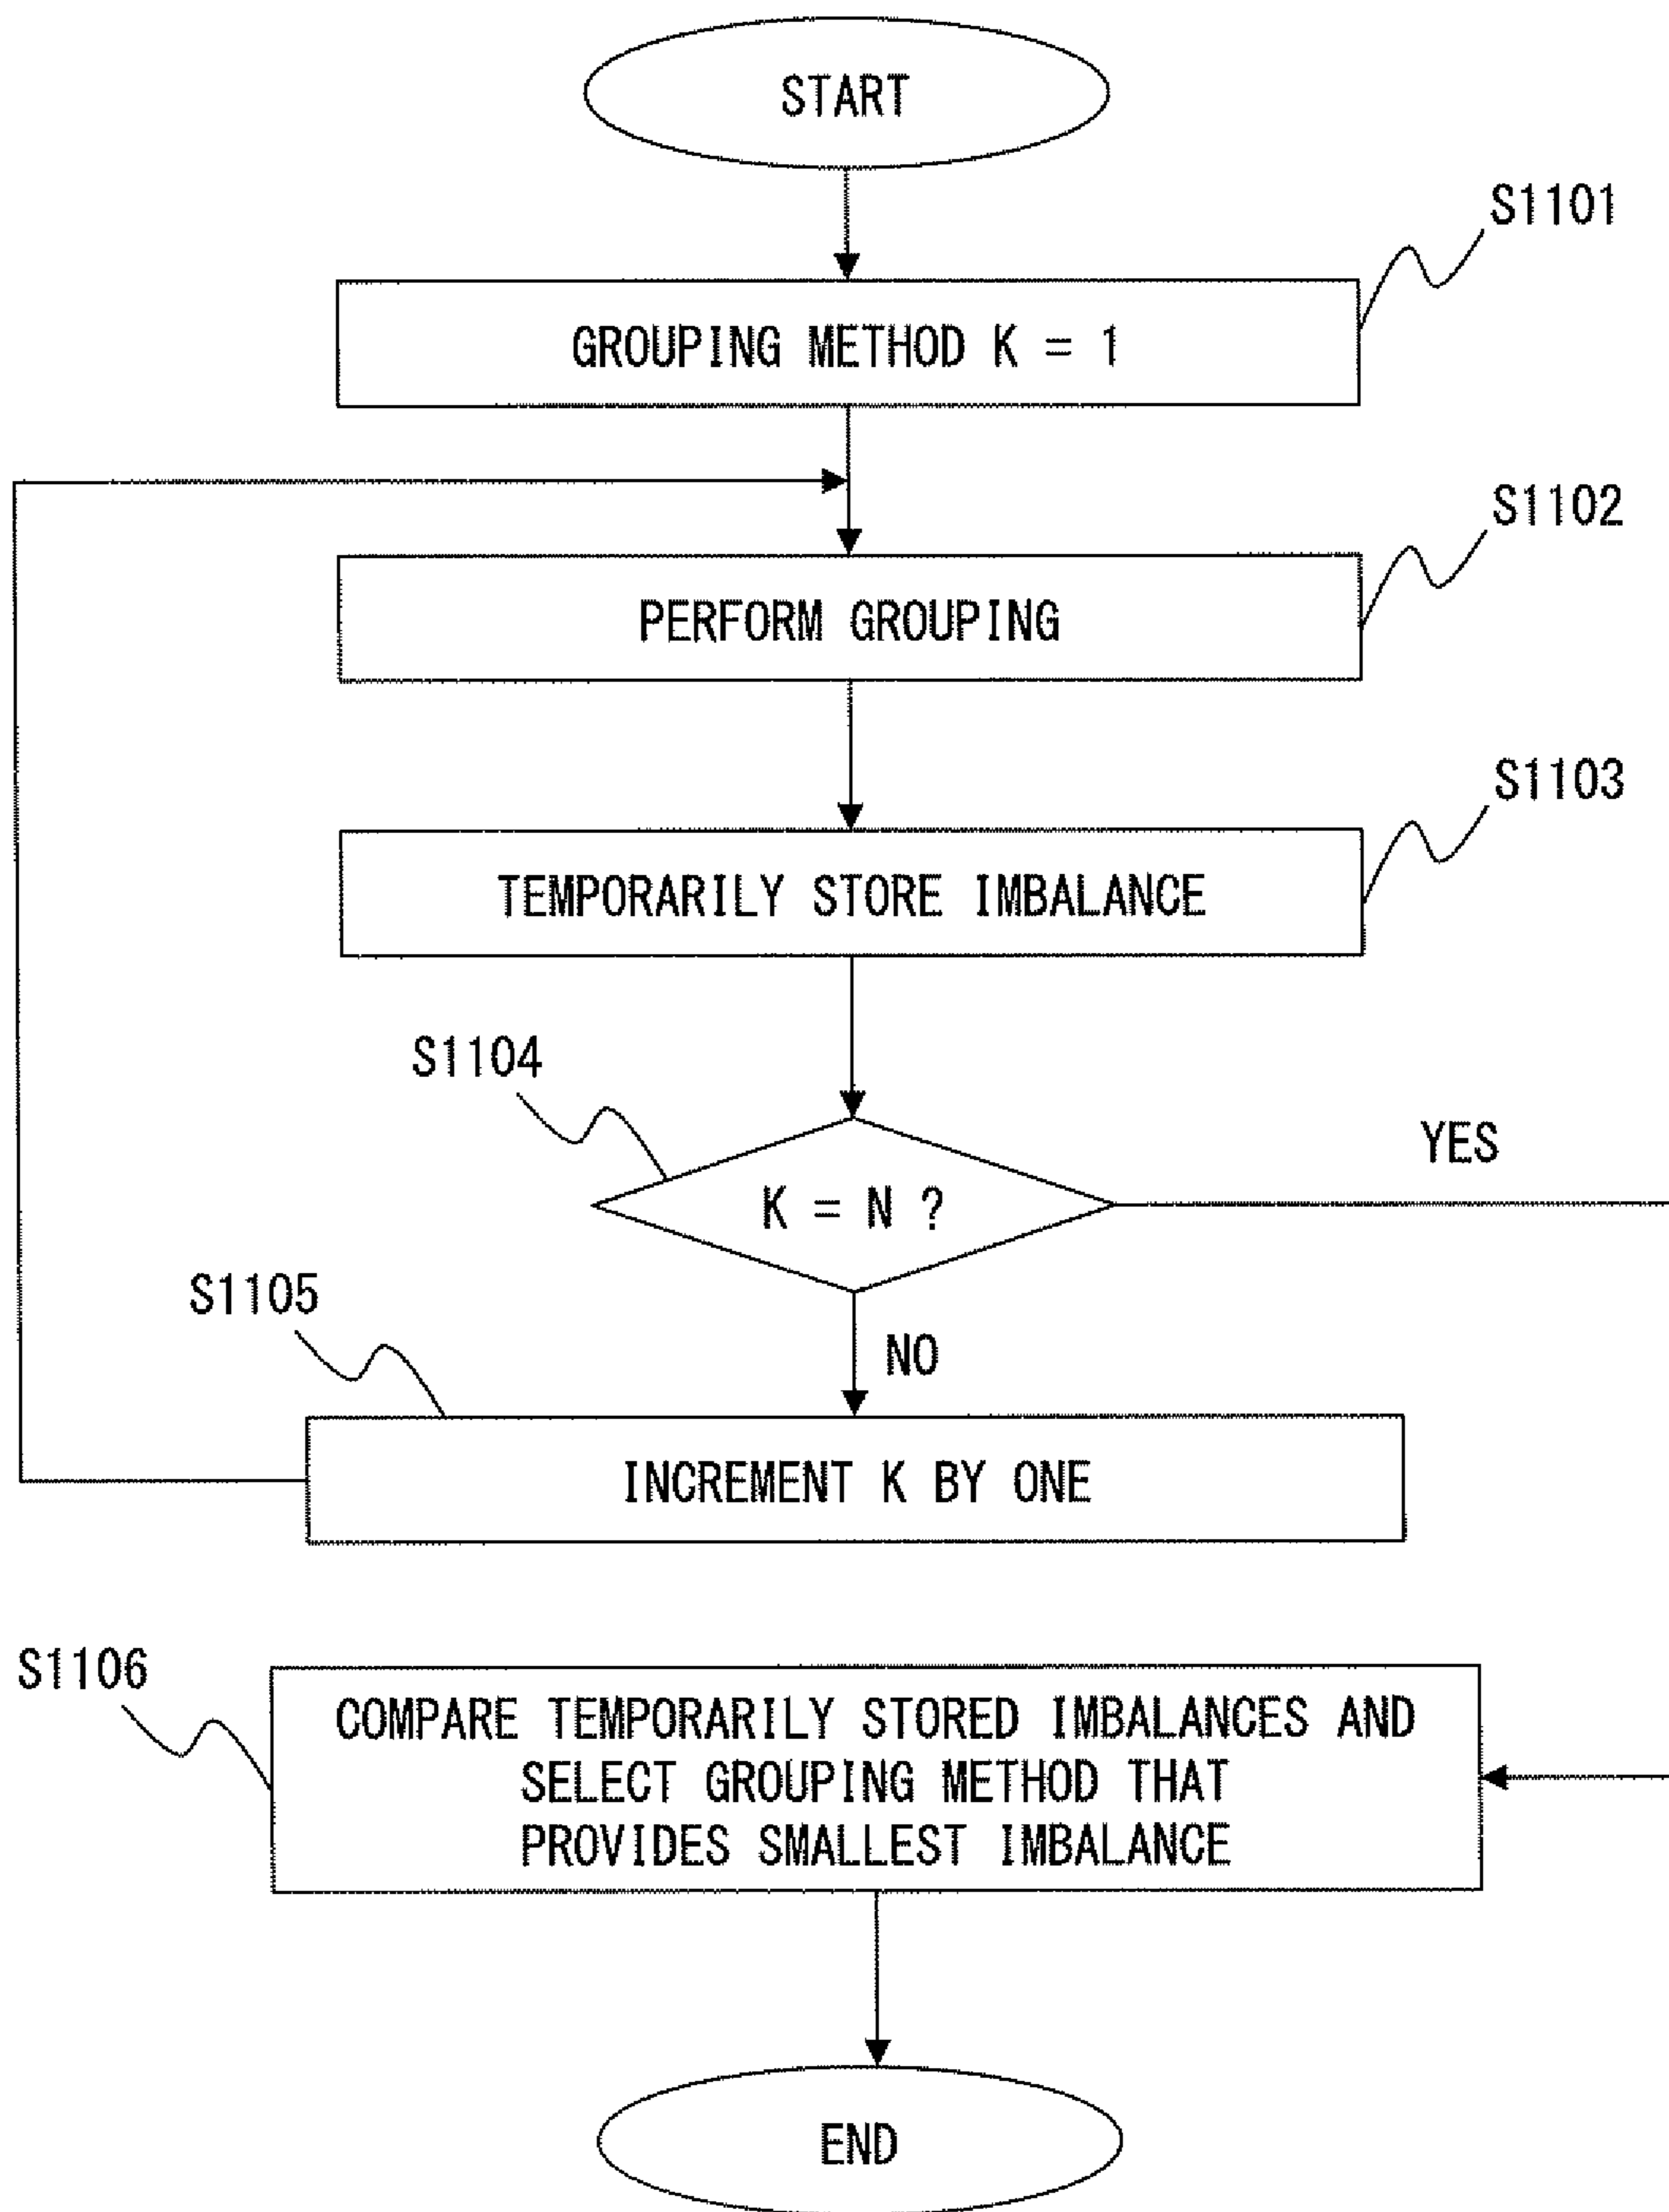 START
S1101
GROUPING METHOD K = 1
S1102
PERFORM GROUPING
S1103
TEMPORARILY STORE IMBALANCE
S1104
YES
K = N ?
S1105
NO
INCREMENT K BY ONE
S1106
COMPARE TEMPORARILY STORED IMBALANCES AND
SELECT GROUPING METHOD THAT
PROVIDES SMALLEST IMBALANCE
END